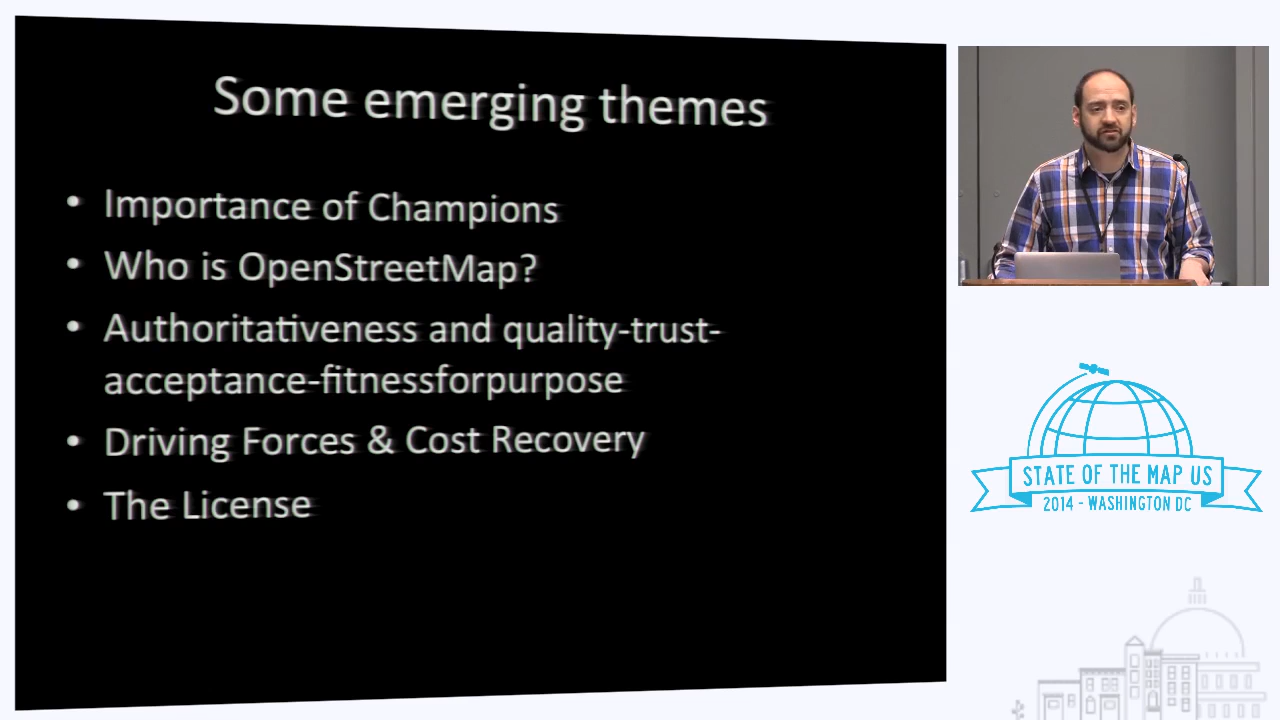 Some emerging themes
• Importance of Champions
• Who is OpenStreetMap?
• Authoritativeness and quality-trust-
acceptance-fitnessforpurpose
• Driving Forces & Cost Recovery
• The License
STATE OF THE MAP US
2014 - WASHINGTON DC